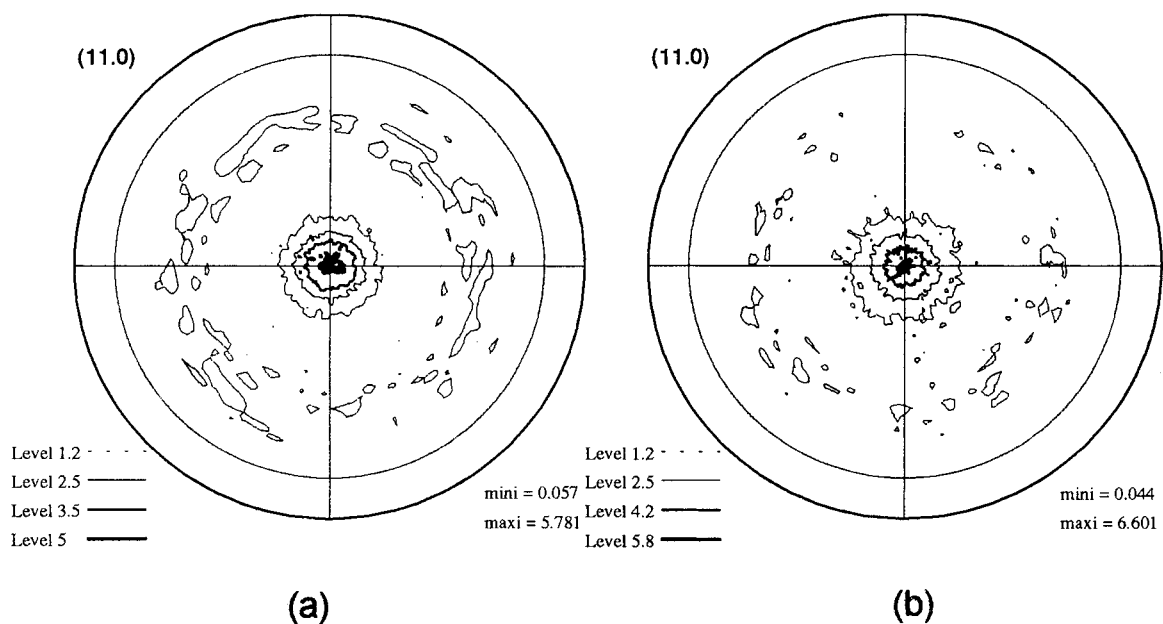 (11.0)
Level 1.2
Level 2.5
Level 3.5
Level 5
mini = 0.057
maxi = 5.781
(a)
(11.0)
Level 1.2
Level 2.5
Level 4.2
Level 5.8
mini = 0.044
maxi = 6.601
(b)